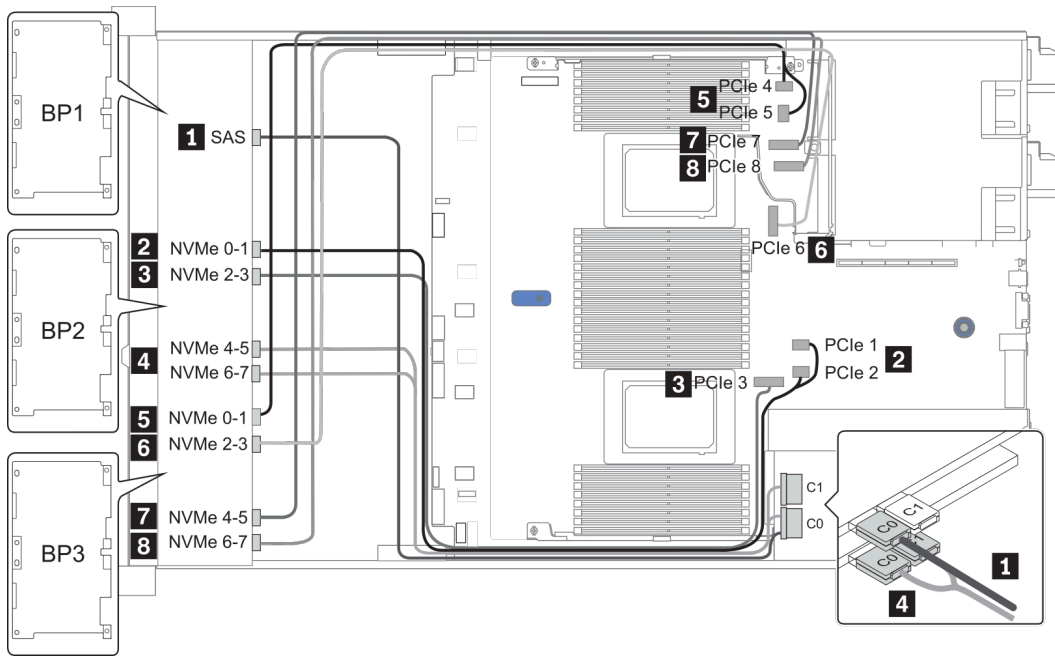 BP1
1 SAS
2 NVMe 0-1
3 NVMe 2-3
BP2
NVMe 4-5
4
NVMe 6-7
5 NVMe 0-1
6 NVMe 2-3
BP3
7 NVMe 4-5
8 NVMe 6-7
PCIe 4
5
PCIe 5
7 PCIe 7
8 PCIe 8
PCIe 6 6
PCIe 1
2
PCIe 2
3 PCIe 3
C1
C0
C1
C0
C0
1
4